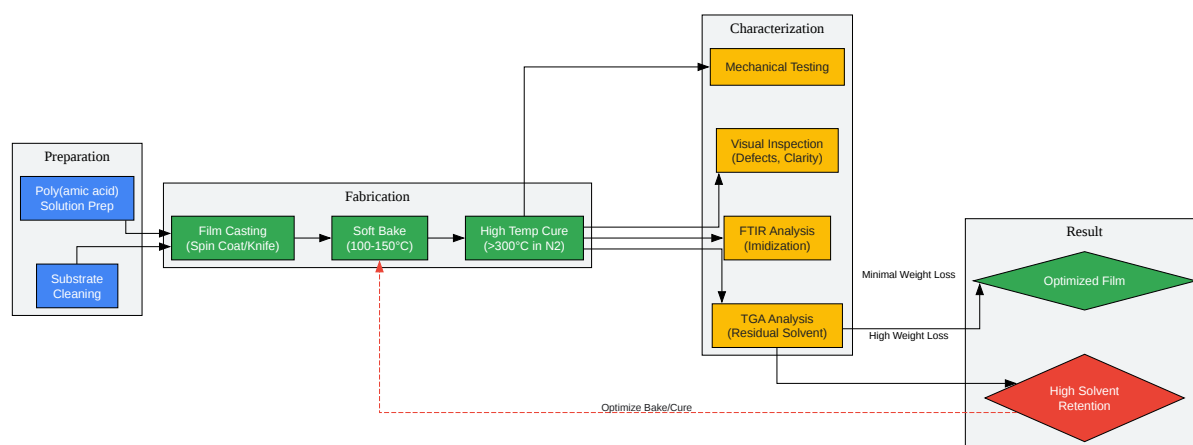 Preparation
Poly(amic acid)
Solution Prep
Substrate
Cleaning
Fabrication
Film Casting
(Spin Coat/Knife)
Soft Bake
(100-150°C)
High Temp Cure
(>300°C in N2)
Characterization
Mechanical Testing
Visual Inspection
(Defects, Clarity)
FTIR Analysis
(Imidization)
TGA Analysis
(Residual Solvent)
Minimal Weight Loss
High Weight Loss
Optimize Bake/Cure
Result
Optimized Film
High Solvent
Retention